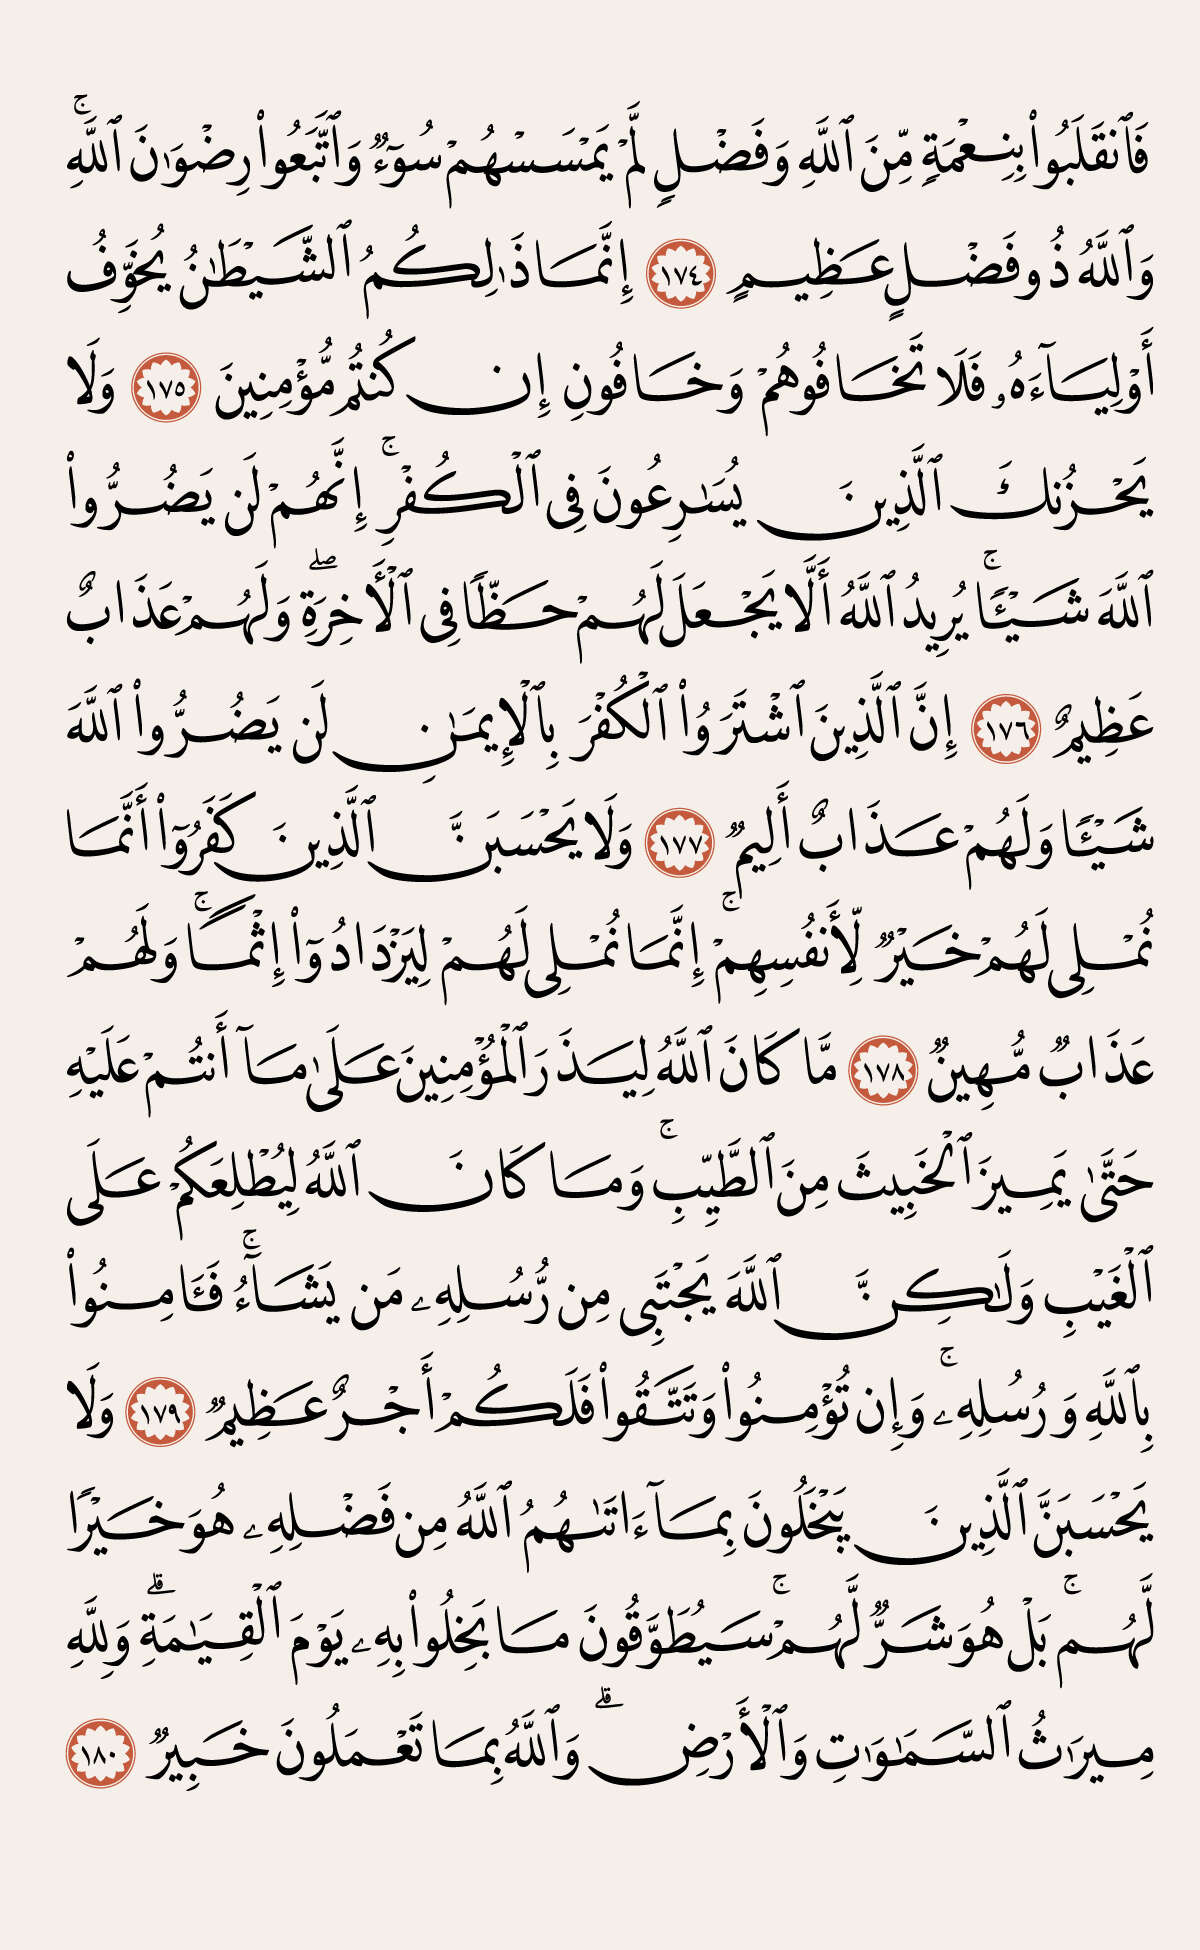 فَٱنقَلَبُوا۟ بِنِعْمَةٍ مِّنَ ٱللَّهِ وَفَضْلٍ لَّمْ يَمْسَسْهُمْ سُوٓءٌ وَٱتَّبَعُوا۟ رِضْوَٰنَ ٱللَّهِ ۚ
وَٱللَّهُ ذُو فَضْلٍ عَظِيمٍ ١٧٤ إِنَّمَا ذَٰلِكُمُ ٱلشَّيْطَٰنُ يُخَوِّفُ
أَوْلِيَآءَهُۥ فَلَا تَخَافُوهُمْ وَخَافُونِ إِن كُنتُم مُّؤْمِنِينَ ١٧٥ وَلَا
يَحْزُنكَ ٱلَّذِينَ يُسَٰرِعُونَ فِى ٱلْكُفْرِ ۚ إِنَّهُمْ لَن يَضُرُّوا۟
ٱللَّهَ شَيْـًٔا ۚ يُرِيدُ ٱللَّهُ أَلَّا يَجْعَلَ لَهُمْ حَظًّا فِى ٱلْأَخِرَةِ ۖ وَلَهُمْ عَذَابٌ
عَظِيمٌ ١٧٦ إِنَّ ٱلَّذِينَ ٱشْتَرَوُا۟ ٱلْكُفْرَ بِٱلْإِيمَٰنِ لَن يَضُرُّوا۟ ٱللَّهَ
شَيْـًٔا وَلَهُمْ عَذَابٌ أَلِيمٌ ١٧٧ وَلَا يَحْسَبَنَّ ٱلَّذِينَ كَفَرُوٓا۟ أَنَّمَا
نُمْلِى لَهُمْ خَيْرٌ لِّأَنفُسِهِمْ ۚ إِنَّمَا نُمْلِى لَهُمْ لِيَزْدَادُوٓا۟ إِثْمًا ۚ وَلَهُمْ
عَذَابٌ مُّهِينٌ ١٧٨ مَّا كَانَ ٱللَّهُ لِيَذَرَ ٱلْمُؤْمِنِينَ عَلَىٰ مَآ أَنتُمْ عَلَيْهِ
حَتَّىٰ يَمِيزَ ٱلْخَبِيثَ مِنَ ٱلطَّيِّبِ ۚ وَمَا كَانَ ٱللَّهُ لِيُطْلِعَكُمْ عَلَى
ٱلْغَيْبِ وَلَٰكِنَّ ٱللَّهَ يَجْتَبِى مِن رُّسُلِهِۦ مَن يَشَآءُ ۚ فَـَٔامِنُوا۟
بِٱللَّهِ وَرُسُلِهِۦ ۚ وَإِن تُؤْمِنُوا۟ وَتَتَّقُوا۟ فَلَكُمْ أَجْرٌ عَظِيمٌ ١٧٩ وَلَا
يَحْسَبَنَّ ٱلَّذِينَ يَبْخَلُونَ بِمَآ ءَاتَىٰهُمُ ٱللَّهُ مِن فَضْلِهِۦ هُوَ خَيْرًا
لَّهُم ۚ بَلْ هُوَ شَرٌّ لَّهُمْ ۚ سَيُطَوَّقُونَ مَا بَخِلُوا۟ بِهِۦ يَوْمَ ٱلْقِيَٰمَةِ ۗ وَلِلَّهِ
مِيرَٰثُ ٱلسَّمَٰوَٰتِ وَٱلْأَرْضِ ۗ وَٱللَّهُ بِمَا تَعْمَلُونَ خَبِيرٌ ١٨٠